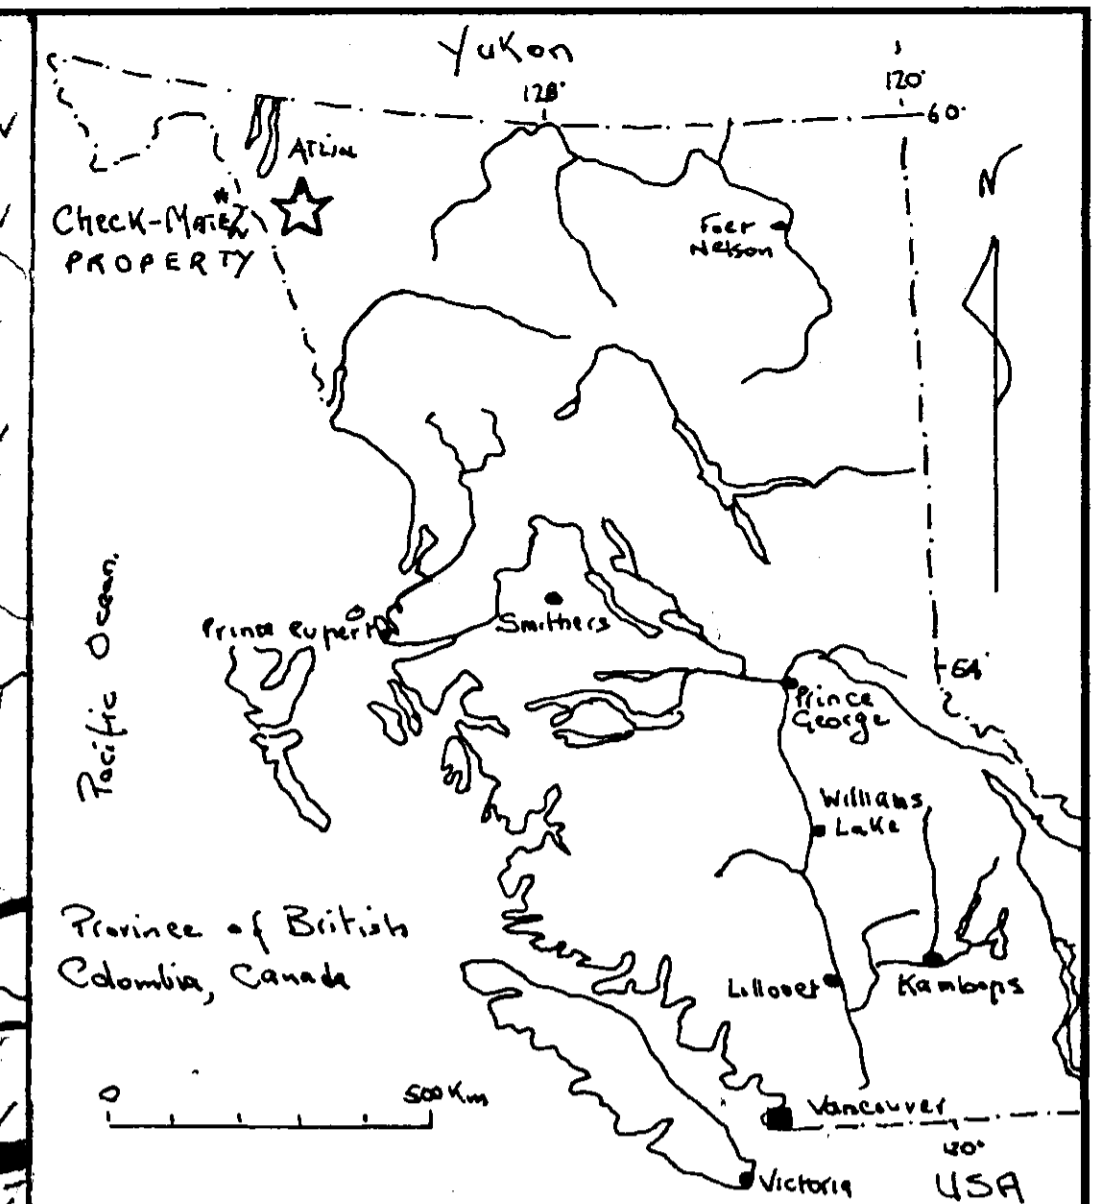 Yukon
128°
120°
60°
Atlin
N
Check-Mate
PROPERTY
Fort
Nelson
Pacific Ocean.
Prince Rupert
Smithers
54°
Prince
George
Williams
Lake
Province of British
Colombia, Canada
Lillooet
Kamloops
0
500 Km
Vancouver
120°
Victoria
USA